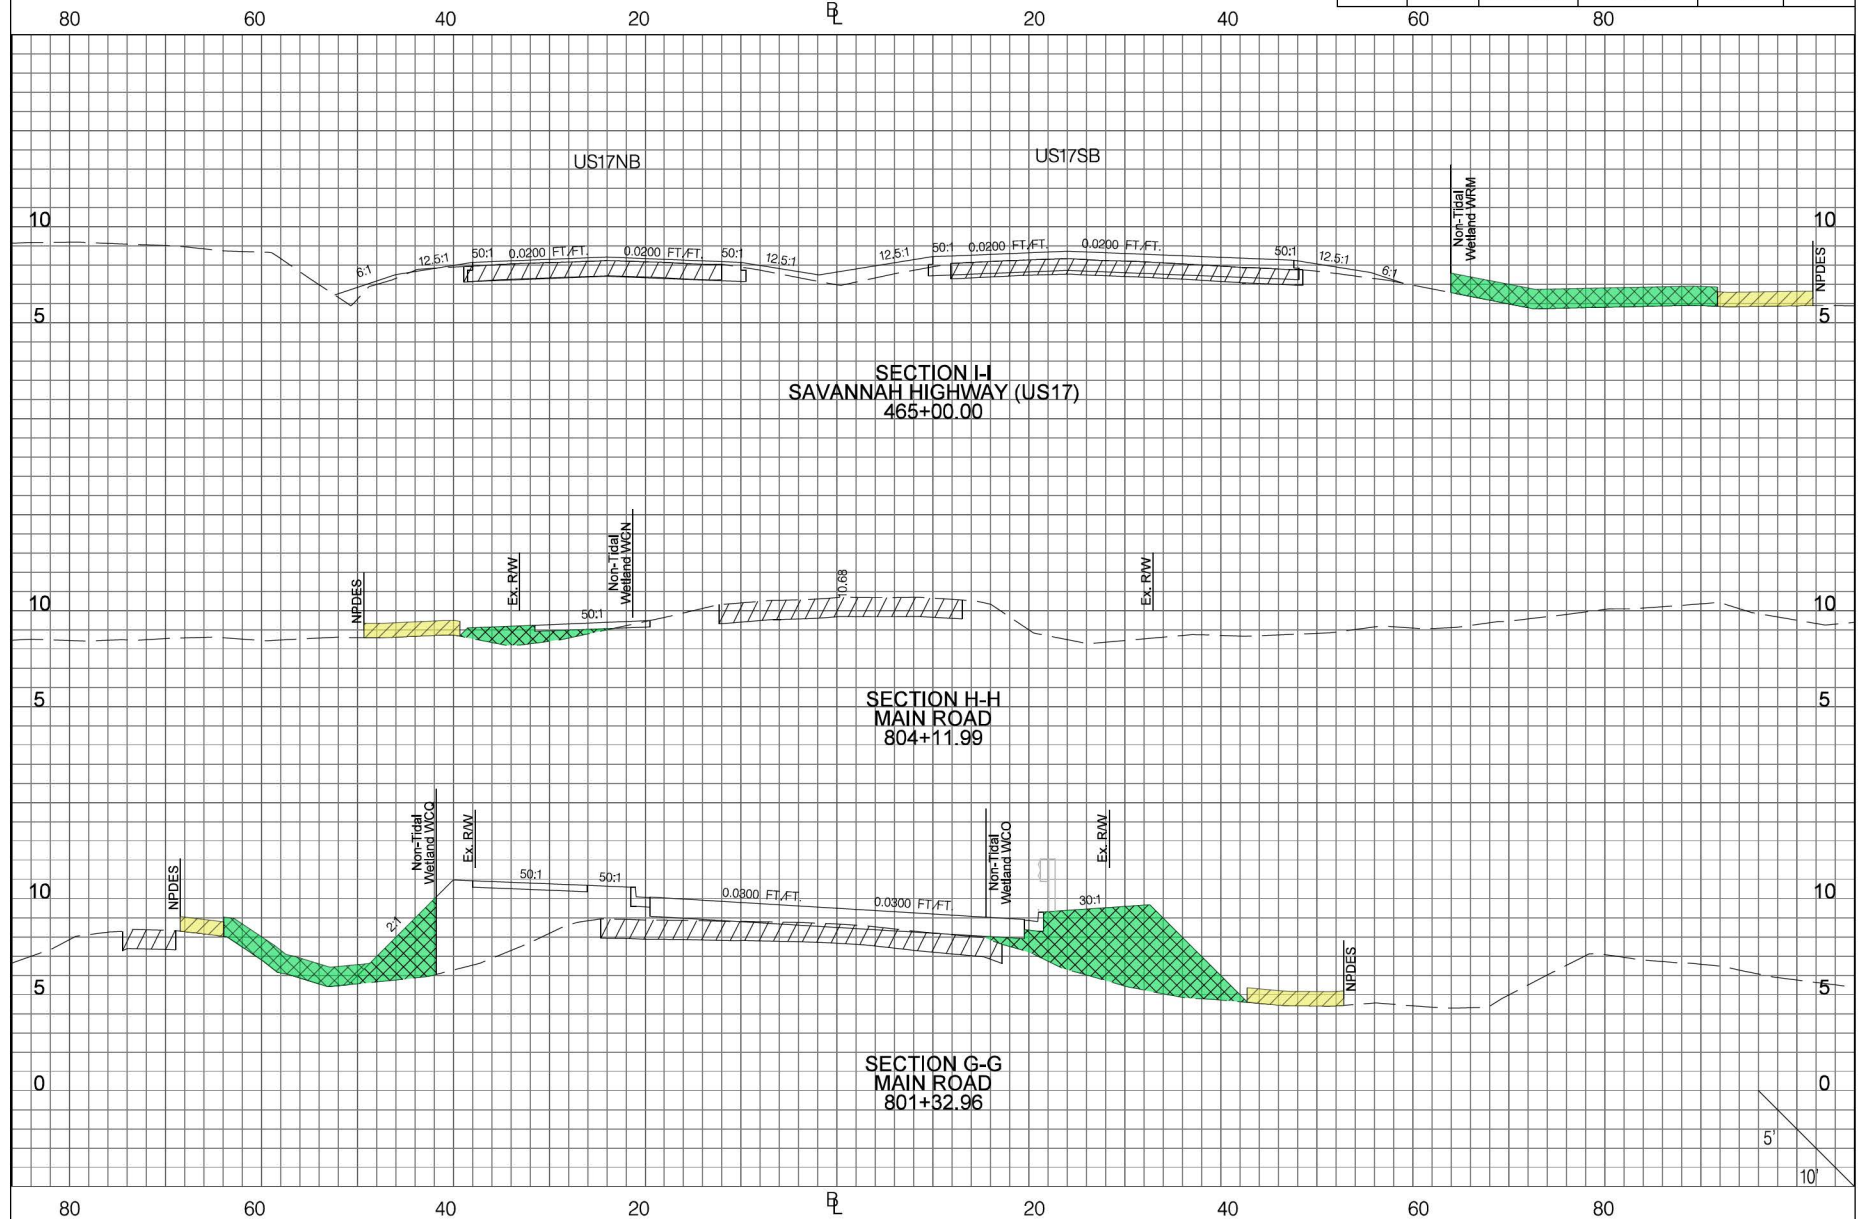 80 60 40 20 BL 20 40 60 80
US17NB
US17SB
Non-Tidal
Wetland WRM
NPDES
10
10
6:1 12.5:1 50:1 0.0200 FT./FT. 0.0200 FT./FT. 50:1 12.5:1 12.5:1 50:1 0.0200 FT./FT. 0.0200 FT./FT. 50:1 12.5:1 6:1
5
5
SECTION I-I
SAVANNAH HIGHWAY (US17)
465+00.00
NPDES
Ex. R/W
Non-Tidal
Wetland WCN
50:1
10.68
Ex. R/W
10
10
5
5
SECTION H-H
MAIN ROAD
804+11.99
NPDES
Non-Tidal
Wetland WCQ
Ex. R/W
Non-Tidal
Wetland WCO
Ex. R/W
NPDES
10
10
2:1 50:1 50:1 0.0300 FT./FT. 0.0300 FT./FT. 30:1
5
5
SECTION G-G
MAIN ROAD
801+32.96
0
0
5'
10'
80 60 40 20 BL 20 40 60 80